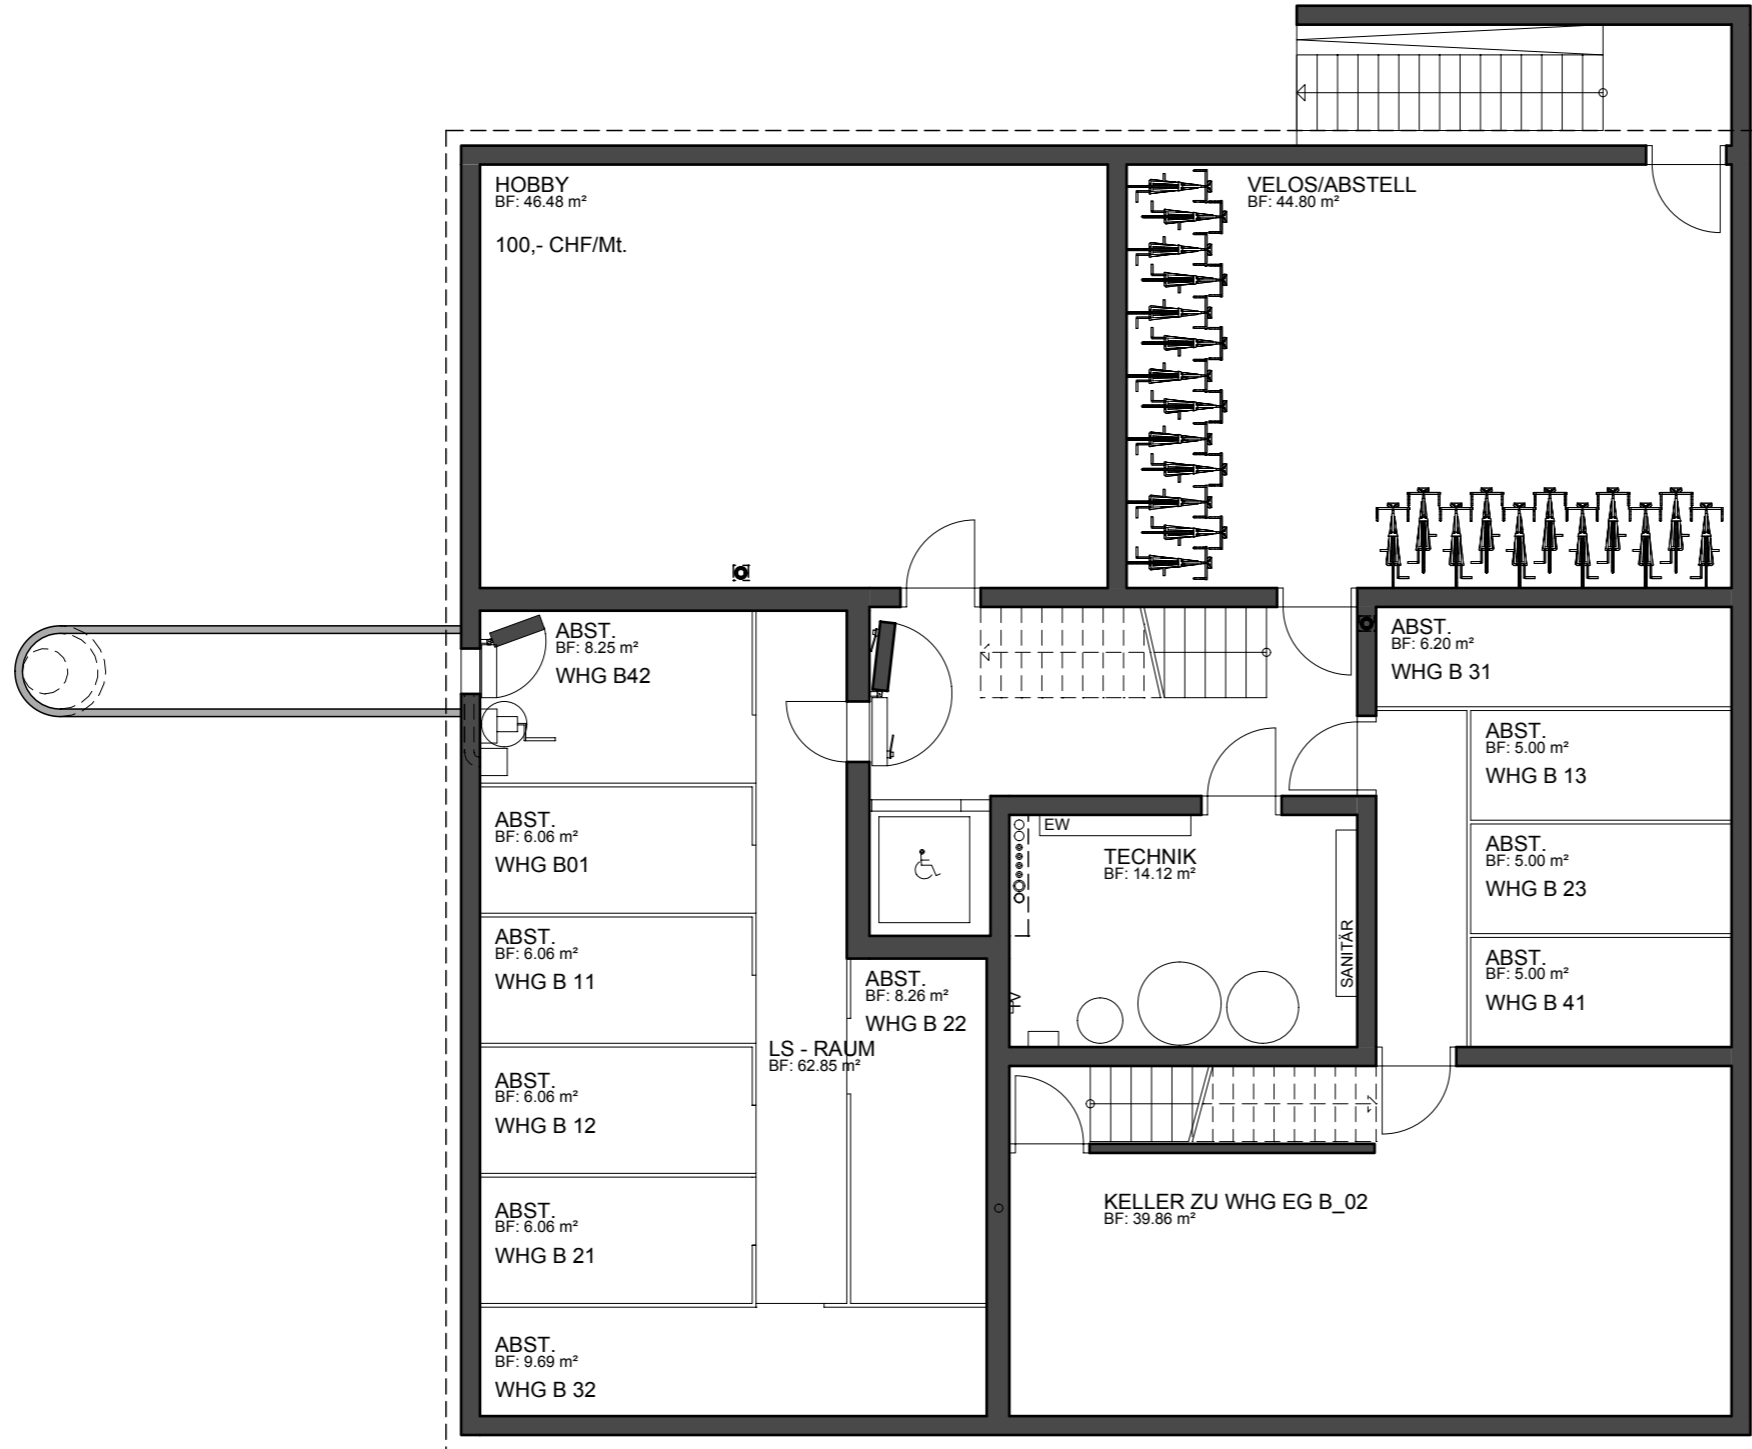 HOBBY
BF: 46.48 m²
100,- CHF/Mt.
VELOS/ABSTELL
BF: 44.80 m²
ABST.
BF: 8.25 m²
WHG B42
ABST.
BF: 6.20 m²
WHG B 31
ABST.
BF: 5.00 m²
WHG B 13
ABST.
BF: 6.06 m²
WHG B01
EW
TECHNIK
BF: 14.12 m²
SANITÄR
TV
ABST.
BF: 5.00 m²
WHG B 23
ABST.
BF: 6.06 m²
WHG B 11
ABST.
BF: 8.26 m²
WHG B 22
ABST.
BF: 5.00 m²
WHG B 41
LS - RAUM
BF: 62.85 m²
ABST.
BF: 6.06 m²
WHG B 12
ABST.
BF: 6.06 m²
WHG B 21
KELLER ZU WHG EG B_02
BF: 39.86 m²
ABST.
BF: 9.69 m²
WHG B 32